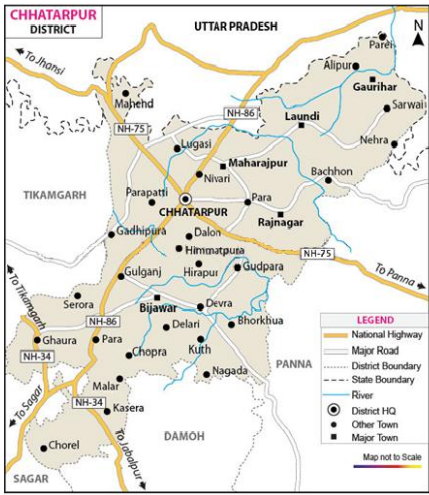 CHHATARPUR
DISTRICT
UTTAR PRADESH
N
To Jhansi
Parei
Alipur
Gaurihar
Mahend
NH-86
Sarwai
Laundi
NH-75
Nehra
Lugasi
Maharajpur
Nivari
Bachhon
TIKAMGARH
Parapatti
Para
CHHATARPUR
Rajnagar
Gadhipura
Dalon
Himmatpura
NH-75
Hirapur
Gudpara
Gulganj
To Panna
To Tikamgarh
Serora
Bijawar
Devra
NH-86
Delari
Bhorkhua
Ghaura
Para
Kuth
NH-34
Chopra
PANNA
Nagada
Malar
NH-34
Kasera
To Sagar
Chorel
To Jabalpur
DAMOH
SAGAR
LEGEND
National Highway
Major Road
District Boundary
State Boundary
River
District HQ
Other Town
Major Town
Map not to Scale